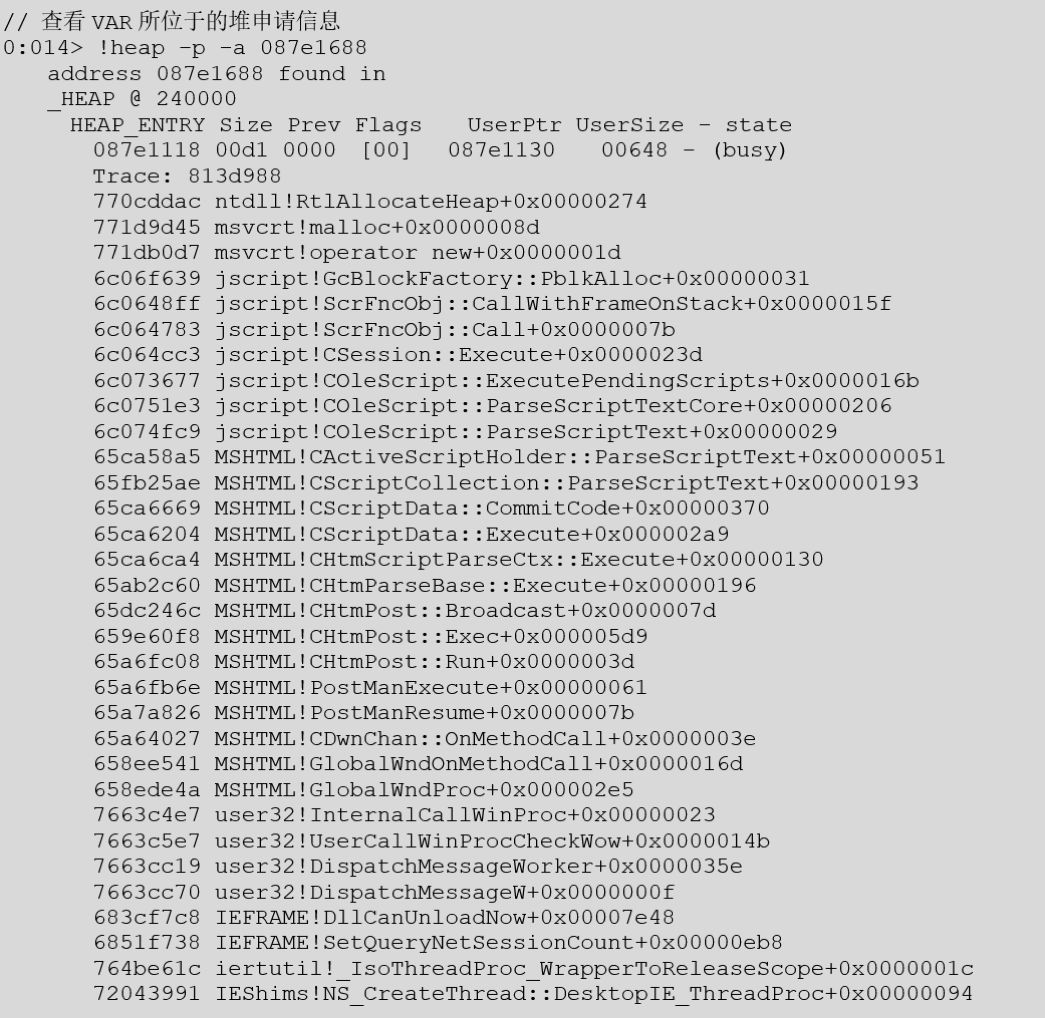 // 查看 VAR 所位于的堆申请信息
0:014> !heap -p -a 087e1688
address 087e1688 found in
_HEAP @ 240000
HEAP_ENTRY Size Prev Flags UserPtr UserSize - state
087e1118 00d1 0000 [00] 087e1130 00648 - (busy)
Trace: 813d988
770cddac ntdll!RtlAllocateHeap+0x00000274
771d9d45 msvcrt!malloc+0x0000008d
771db0d7 msvcrt!operator new+0x0000001d
6c06f639 jscript!GcBlockFactory::PblkAlloc+0x00000031
6c0648ff jscript!ScrFncObj::CallWithFrameOnStack+0x0000015f
6c064783 jscript!ScrFncObj::Call+0x0000007b
6c064cc3 jscript!CSession::Execute+0x0000023d
6c073677 jscript!COleScript::ExecutePendingScripts+0x0000016b
6c0751e3 jscript!COleScript::ParseScriptTextCore+0x00000206
6c074fc9 jscript!COleScript::ParseScriptText+0x00000029
65ca58a5 MSHTML!CActiveScriptHolder::ParseScriptText+0x00000051
65fb25ae MSHTML!CScriptCollection::ParseScriptText+0x00000193
65ca6669 MSHTML!CScriptData::CommitCode+0x00000370
65ca6204 MSHTML!CScriptData::Execute+0x000002a9
65ca6ca4 MSHTML!CHtmScriptParseCtx::Execute+0x00000130
65ab2c60 MSHTML!CHtmParseBase::Execute+0x00000196
65dc246c MSHTML!CHtmPost::Broadcast+0x0000007d
659e60f8 MSHTML!CHtmPost::Exec+0x000005d9
65a6fc08 MSHTML!CHtmPost::Run+0x0000003d
65a6fb6e MSHTML!PostManExecute+0x00000061
65a7a826 MSHTML!PostManResume+0x0000007b
65a64027 MSHTML!CDwnChan::OnMethodCall+0x0000003e
658ee541 MSHTML!GlobalWndOnMethodCall+0x0000016d
658ede4a MSHTML!GlobalWndProc+0x000002e5
7663c4e7 user32!InternalCallWinProc+0x00000023
7663c5e7 user32!UserCallWinProcCheckWow+0x0000014b
7663cc19 user32!DispatchMessageWorker+0x0000035e
7663cc70 user32!DispatchMessageW+0x0000000f
683cf7c8 IEFRAME!DllCanUnloadNow+0x00007e48
6851f738 IEFRAME!SetQueryNetSessionCount+0x00000eb8
764be61c iertutil!_IsoThreadProc_WrapperToReleaseScope+0x0000001c
72043991 IEShims!NS_CreateThread::DesktopIE_ThreadProc+0x00000094